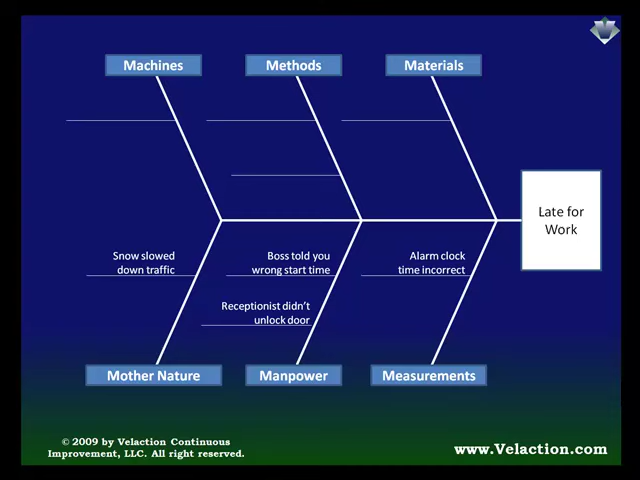 Machines
Methods
Materials
Late for
Work
Snow slowed
down traffic
Boss told you
wrong start time
Alarm clock
time incorrect
Receptionist didn't
unlock door
Mother Nature
Manpower
Measurements
© 2009 by Velaction Continuous
Improvement, LLC. All right reserved.
www.Velaction.com